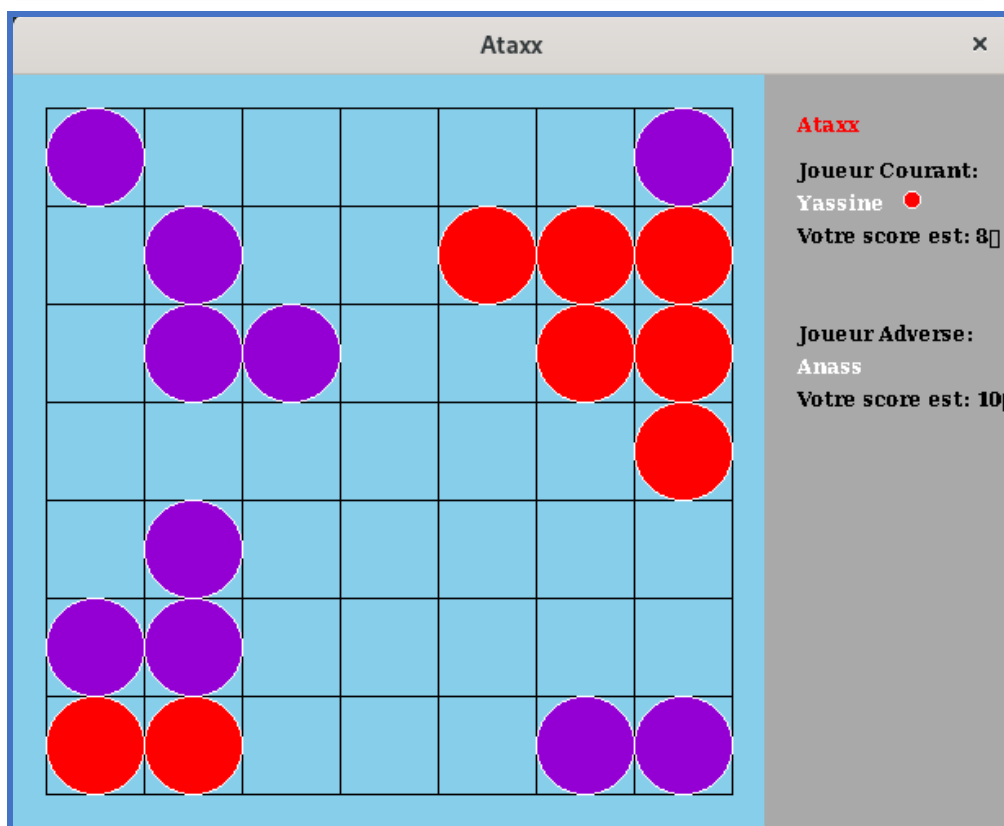 Ataxx
Ataxx
Joueur Courant:
Yassine
Votre score est: 8
Joueur Adverse:
Anass
Votre score est: 10